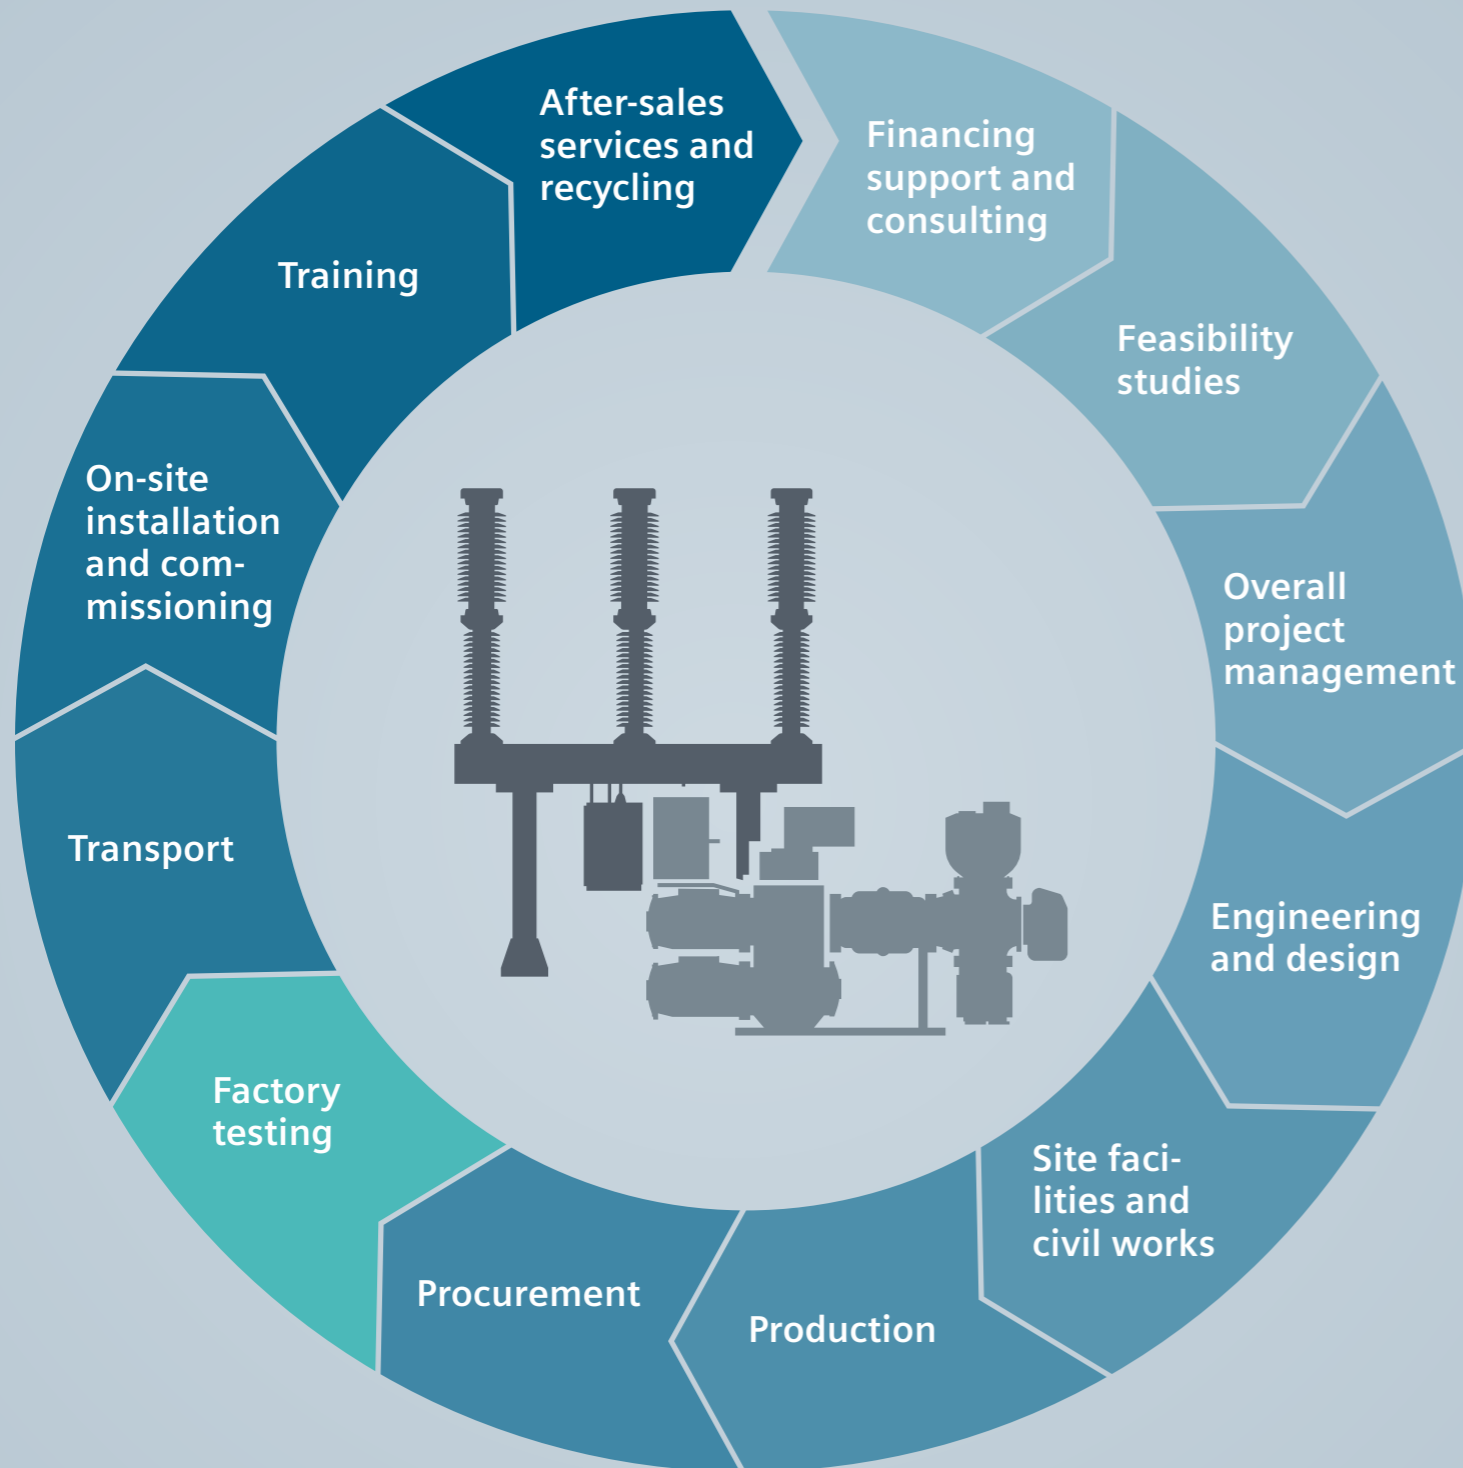 After-sales
services and
recycling
Financing
support and
consulting
Feasibility
studies
Overall
project
management
Engineering
and design
Site faci-
lities and
civil works
Production
Procurement
Factory
testing
Transport
On-site
installation
and com-
missioning
Training